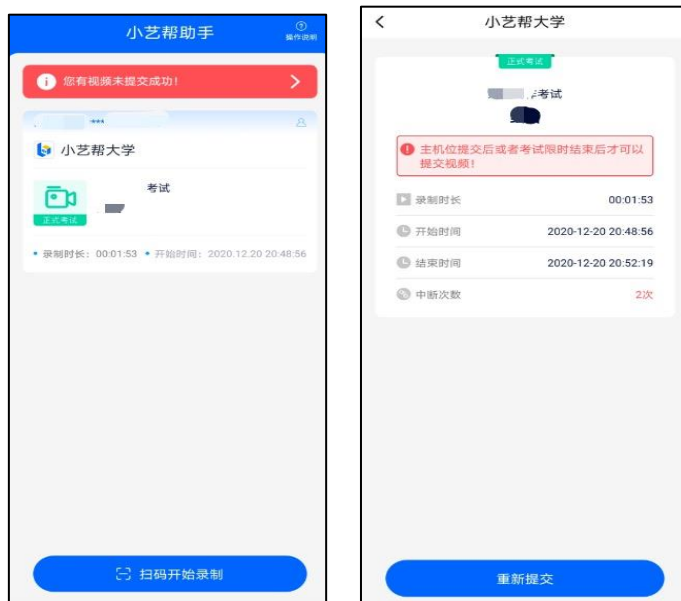 小艺帮助手
操作说明
您有视频未提交成功!
***
小艺帮大学
考试
正式考试
• 录制时长: 00:01:53 • 开始时间: 2020.12.20 20:48:56
扫码开始录制
小艺帮大学
正式考试
考试
主机位提交后或者考试限时结束后才可以
提交视频!
录制时长 00:01:53
开始时间 2020-12-20 20:48:56
结束时间 2020-12-20 20:52:19
中断次数 2次
重新提交